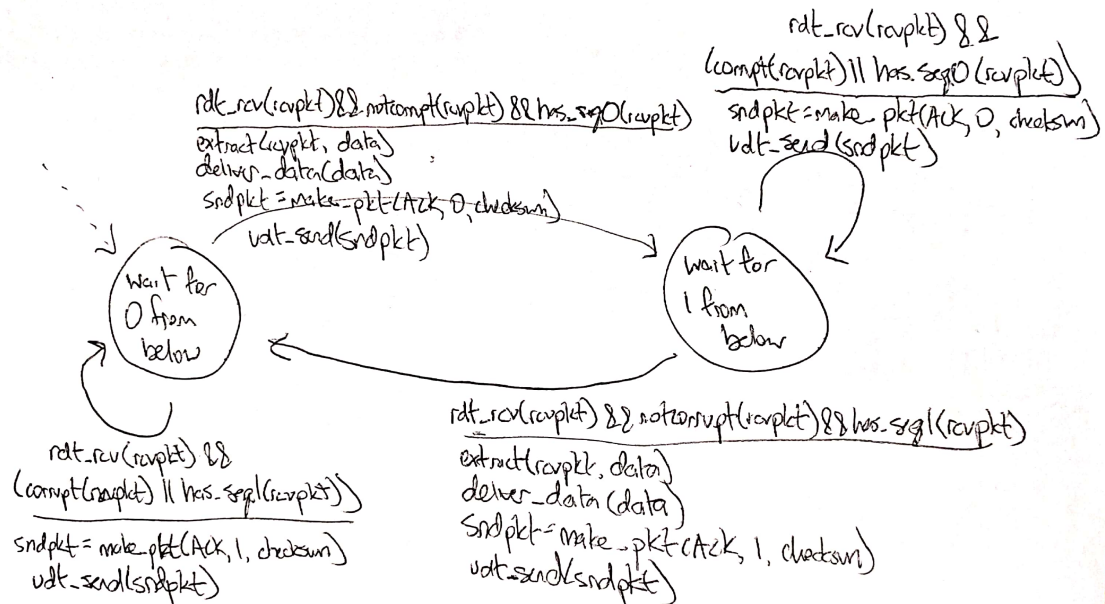 rdt_rcv(rcvpkt) &&
(corrupt(rcvpkt) || has_seq0(rcvpkt))
sndpkt = make_pkt(ACK, 0, checksum)
udt_send(sndpkt)
rdt_rcv(rcvpkt) && notcorrupt(rcvpkt) && has_seq0(rcvpkt)
extract(rcvpkt, data)
deliver_data(data)
sndpkt = make_pkt(ACK, 0, checksum)
udt_send(sndpkt)
wait for
0 from
below
wait for
1 from
below
rdt_rcv(rcvpkt) &&
(corrupt(rcvpkt) || has_seq1(rcvpkt))
sndpkt = make_pkt(ACK, 1, checksum)
udt_send(sndpkt)
rdt_rcv(rcvpkt) && notcorrupt(rcvpkt) && has_seq1(rcvpkt)
extract(rcvpkt, data)
deliver_data(data)
sndpkt = make_pkt(ACK, 1, checksum)
udt_send(sndpkt)